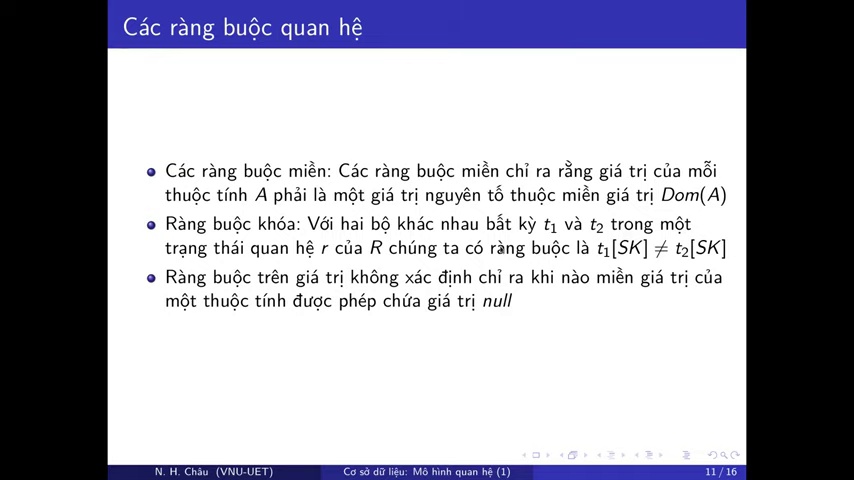 Các ràng buộc quan hệ
Các ràng buộc miền: Các ràng buộc miền chỉ ra rằng giá trị của mỗi
thuộc tính A phải là một giá trị nguyên tố thuộc miền giá trị Dom(A)
Ràng buộc khóa: Với hai bộ khác nhau bất kỳ t₁ và t₂ trong một
trạng thái quan hệ r của R chúng ta có ràng buộc là t₁[SK] ≠ t₂[SK]
Ràng buộc trên giá trị không xác định chỉ ra khi nào miền giá trị của
một thuộc tính được phép chứa giá trị null
N. H. Châu (VNU-UET) Cơ sở dữ liệu: Mô hình quan hệ (1) 11 / 16